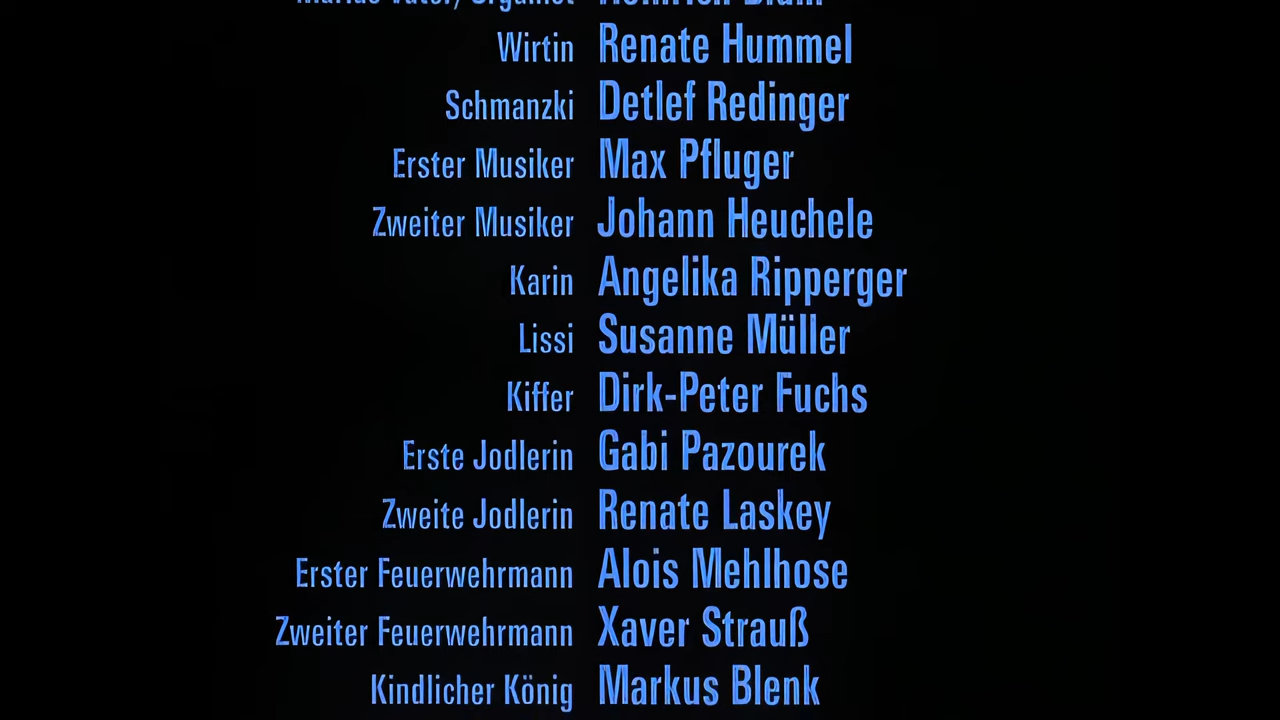 Wirtin Renate Hummel
Schmanzki Detlef Redinger
Erster Musiker Max Pfluger
Zweiter Musiker Johann Heuchele
Karin Angelika Ripperger
Lissi Susanne Müller
Kiffer Dirk-Peter Fuchs
Erste Jodlerin Gabi Pazourek
Zweite Jodlerin Renate Laskey
Erster Feuerwehrmann Alois Mehlhose
Zweiter Feuerwehrmann Xaver Strauß
Kindlicher König Markus Blenk